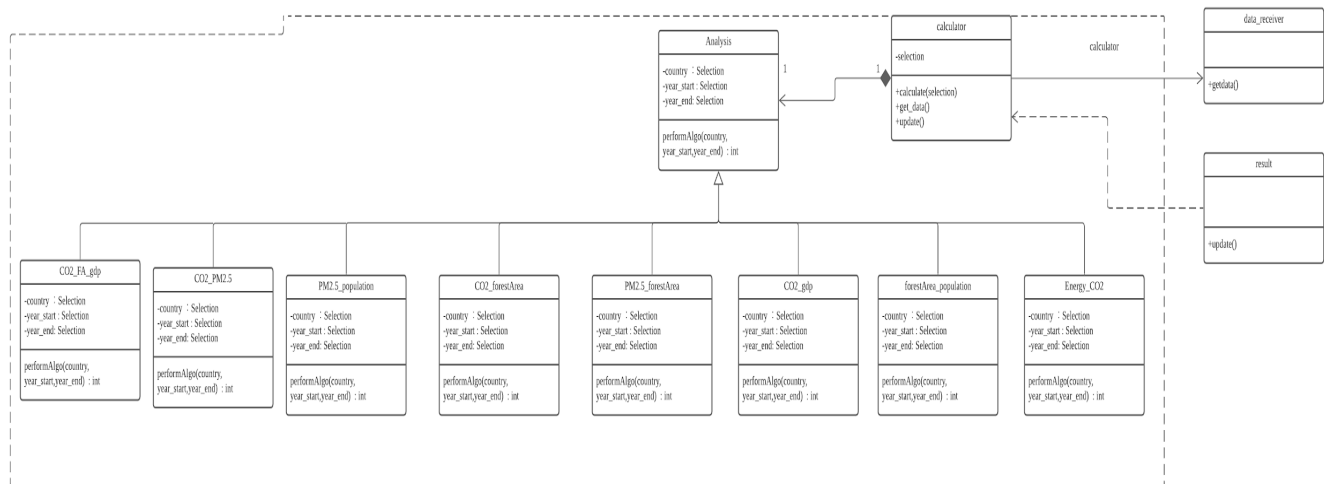 Analysis
-country : Selection
-year_start : Selection
-year_end: Selection
performAlgo(country,
year_start,year_end) : int
1
1
calculator
-selection
+calculate(selection)
+get_data()
+update()
calculator
data_receiver
+getdata()
result
+update()
CO2_FA_gdp
-country : Selection
-year_start : Selection
-year_end: Selection
performAlgo(country,
year_start,year_end) : int
CO2_PM2.5
-country : Selection
-year_start : Selection
-year_end: Selection
performAlgo(country,
year_start,year_end) : int
PM2.5_population
-country : Selection
-year_start : Selection
-year_end: Selection
performAlgo(country,
year_start,year_end) : int
CO2_forestArea
-country : Selection
-year_start : Selection
-year_end: Selection
performAlgo(country,
year_start,year_end) : int
PM2.5_forestArea
-country : Selection
-year_start : Selection
-year_end: Selection
performAlgo(country,
year_start,year_end) : int
CO2_gdp
-country : Selection
-year_start : Selection
-year_end: Selection
performAlgo(country,
year_start,year_end) : int
forestArea_population
-country : Selection
-year_start : Selection
-year_end: Selection
performAlgo(country,
year_start,year_end) : int
Energy_CO2
-country : Selection
-year_start : Selection
-year_end: Selection
performAlgo(country,
year_start,year_end) : int